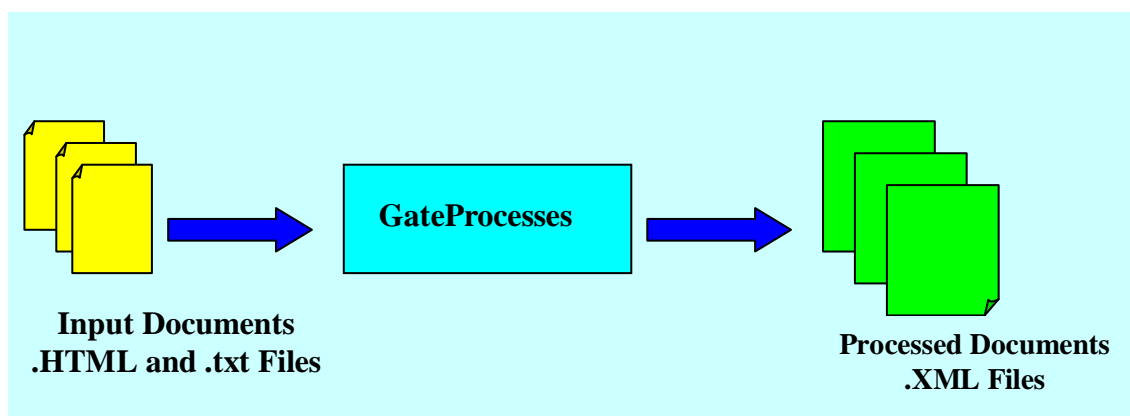 GateProcesses
Input Documents
.HTML and .txt Files
Processed Documents
.XML Files